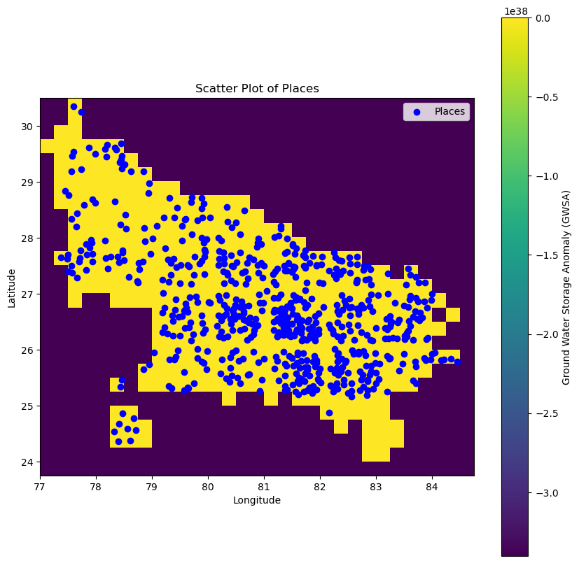 1e38
Scatter Plot of Places
Places
30
29
28
27
26
25
24
77 78 79 80 81 82 83 84
Latitude
Longitude
0.0
−0.5
−1.0
−1.5
−2.0
−2.5
−3.0
Ground Water Storage Anomaly (GWSA)